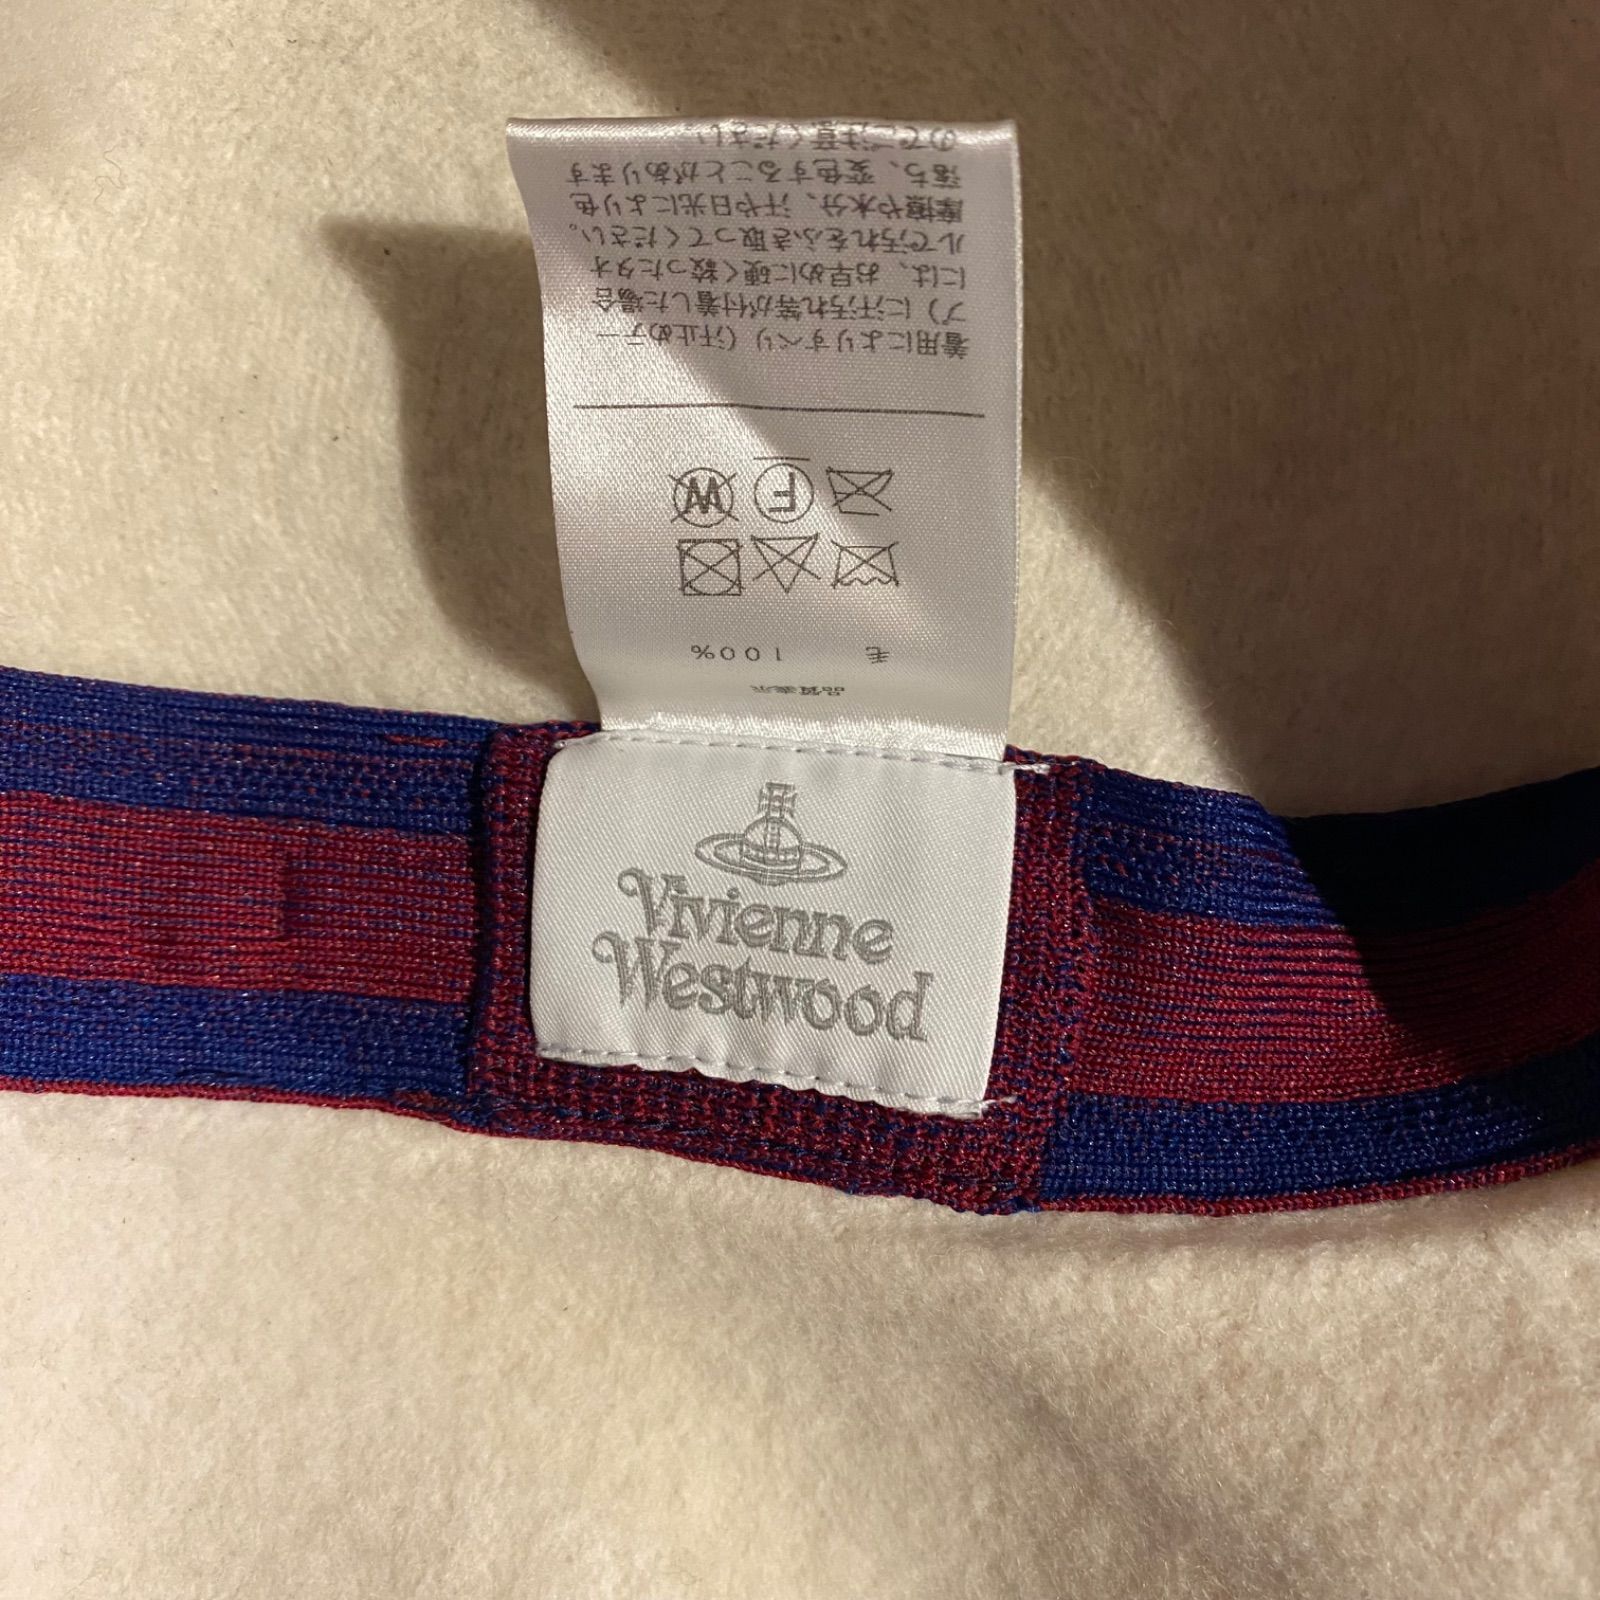 Vivienne
Westwood
品質表示
毛 100%
W
F
着用によりすべり(汗止めテー
プ)に汗汚れ等が付着した場合
には、お早めに硬く絞ったタオ
ルで汚れをふき取ってください。
摩擦や水分、汗や日光により色
落ち、変色することがあります
のでご注意ください